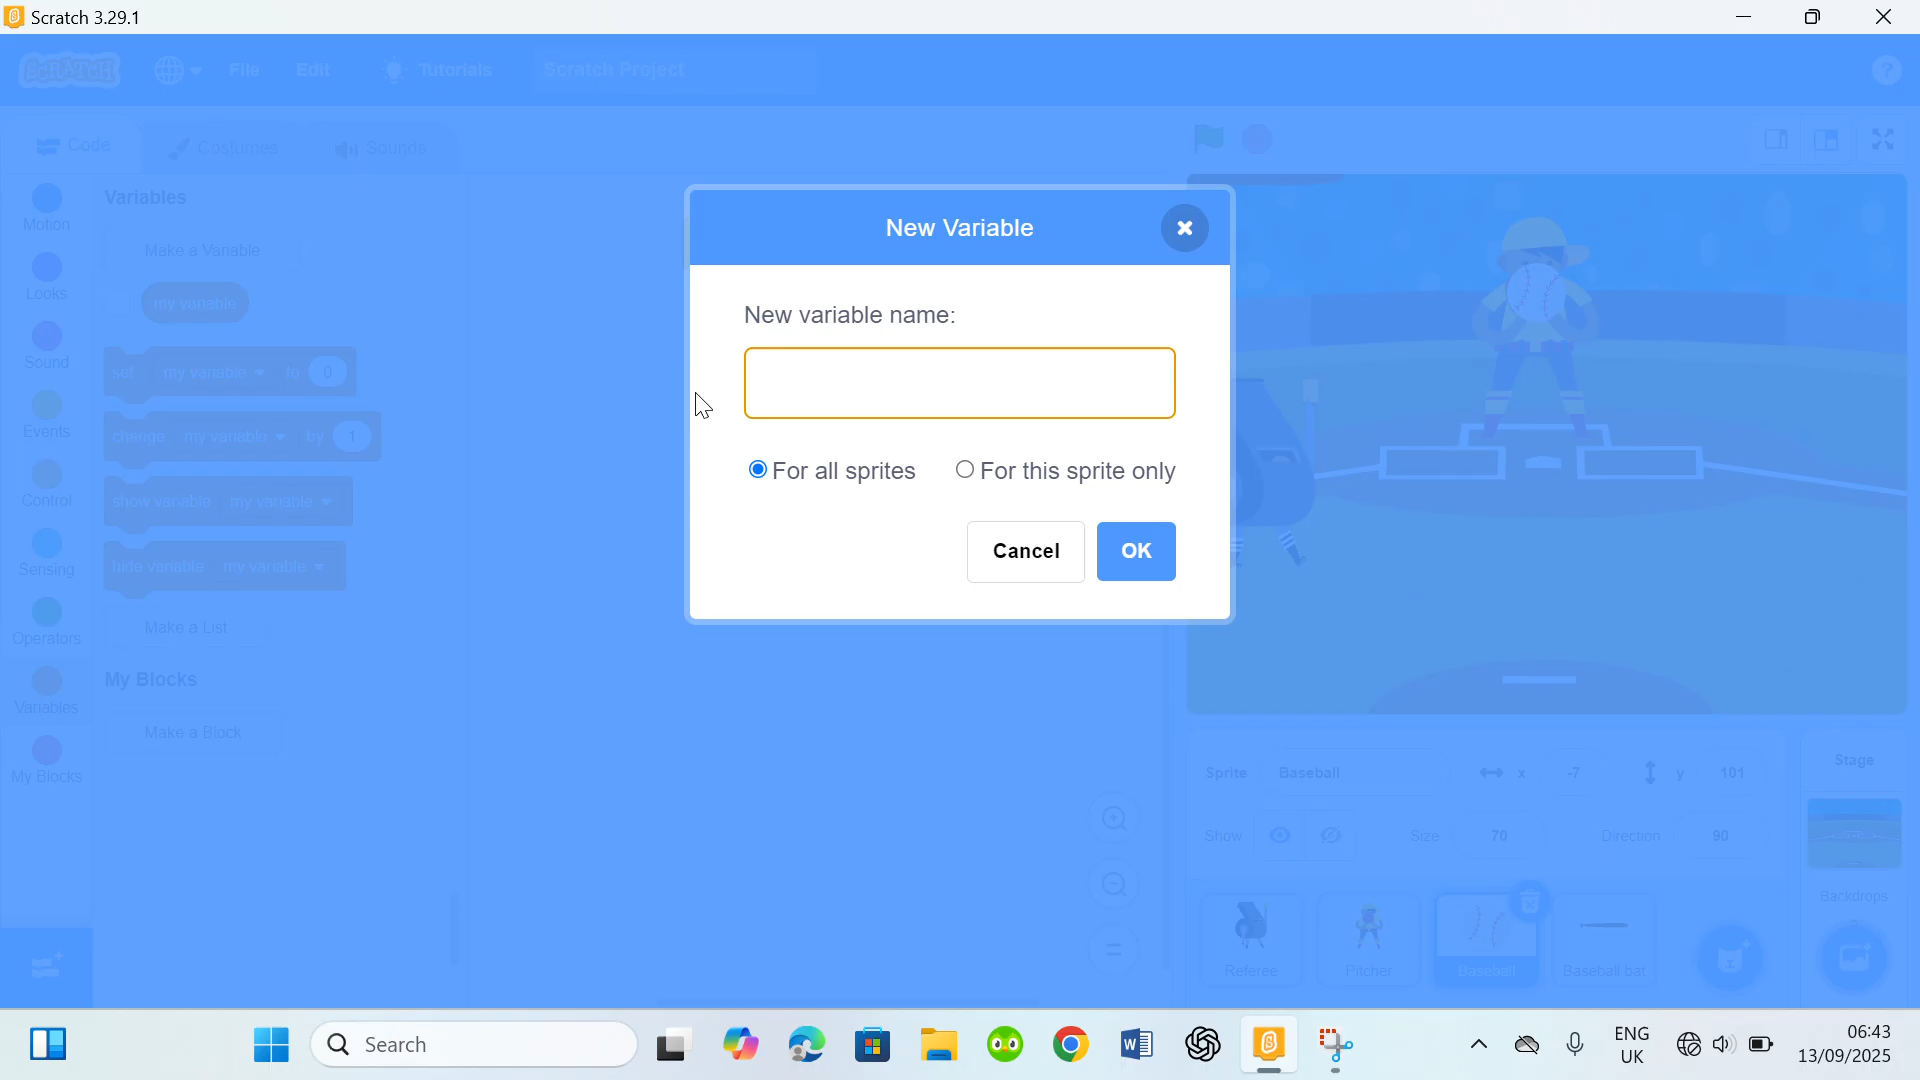 Scratch 3.29.1
SCRATCH
File
Edit
Tutorials
Scratch Project
Code
Costumes
Sounds
Motion
Looks
Sound
Events
Control
Sensing
Operators
Variables
My Blocks
Variables
Make a Variable
my variable
set my variable to 0
change my variable by 1
show variable my variable
hide variable my variable
Make a List
My Blocks
Make a Block
New Variable
New variable name:
For all sprites
For this sprite only
Cancel
OK
Sprite
Baseball
x
-7
y
101
Show
Size
70
Direction
90
Stage
Backdrops
Referee
Pitcher
Baseball
Baseball bat
Search
ENG
UK
06:43
13/09/2025